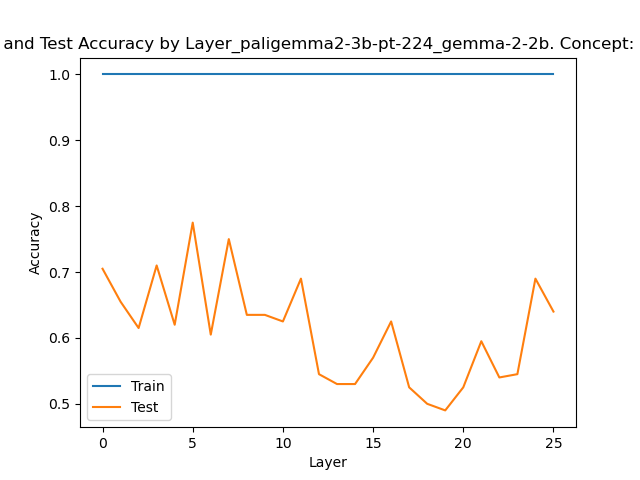 and Test Accuracy by Layer_paligemma2-3b-pt-224_gemma-2-2b. Concept:
1.0
0.9
0.8
0.7
0.6
0.5
Accuracy
Train
Test
0 5 10 15 20 25
Layer